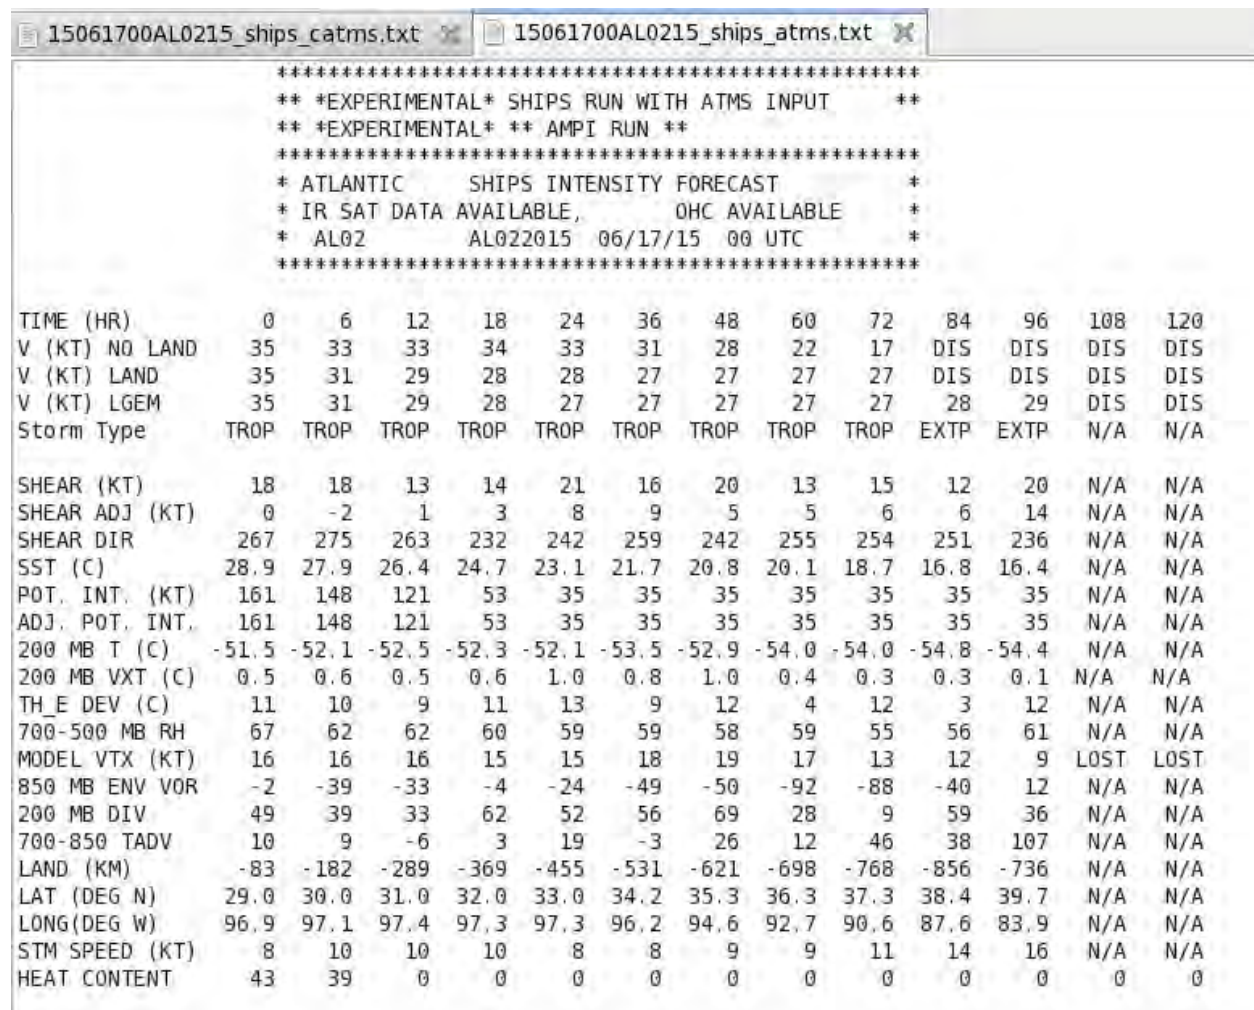 15061700AL0215_ships_catms.txt 15061700AL0215_ships_atms.txt
**************************************************
** *EXPERIMENTAL* SHIPS RUN WITH ATMS INPUT **
** *EXPERIMENTAL* ** AMPI RUN **
**************************************************
* ATLANTIC SHIPS INTENSITY FORECAST *
* IR SAT DATA AVAILABLE, OHC AVAILABLE *
* AL02 AL022015 06/17/15 00 UTC *
**************************************************
TIME (HR) 0 6 12 18 24 36 48 60 72 84 96 108 120
V (KT) NO LAND 35 33 33 34 33 31 28 22 17 DIS DIS DIS DIS
V (KT) LAND 35 31 29 28 28 27 27 27 27 DIS DIS DIS DIS
V (KT) LGEM 35 31 29 28 27 27 27 27 27 28 29 DIS DIS
Storm Type TROP TROP TROP TROP TROP TROP TROP TROP TROP EXTP EXTP N/A N/A
SHEAR (KT) 18 18 13 14 21 16 20 13 15 12 20 N/A N/A
SHEAR ADJ (KT) 0 -2 1 3 8 9 5 5 6 6 14 N/A N/A
SHEAR DIR 267 275 263 232 242 259 242 255 254 251 236 N/A N/A
SST (C) 28.9 27.9 26.4 24.7 23.1 21.7 20.8 20.1 18.7 16.8 16.4 N/A N/A
POT. INT. (KT) 161 148 121 53 35 35 35 35 35 35 35 N/A N/A
ADJ. POT. INT. 161 148 121 53 35 35 35 35 35 35 35 N/A N/A
200 MB T (C) -51.5 -52.1 -52.5 -52.3 -52.1 -53.5 -52.9 -54.0 -54.0 -54.8 -54.4 N/A N/A
200 MB VXT (C) 0.5 0.6 0.5 0.6 1.0 0.8 1.0 0.4 0.3 0.3 0.1 N/A N/A
TH_E DEV (C) 11 10 9 11 13 9 12 4 12 3 12 N/A N/A
700-500 MB RH 67 62 62 60 59 59 58 59 55 56 61 N/A N/A
MODEL VTX (KT) 16 16 16 15 15 18 19 17 13 12 9 LOST LOST
850 MB ENV VOR -2 -39 -33 -4 -24 -49 -50 -92 -88 -40 12 N/A N/A
200 MB DIV 49 39 33 62 52 56 69 28 9 59 36 N/A N/A
700-850 TADV 10 9 -6 3 19 -3 26 12 46 38 107 N/A N/A
LAND (KM) -83 -182 -289 -369 -455 -531 -621 -698 -768 -856 -736 N/A N/A
LAT (DEG N) 29.0 30.0 31.0 32.0 33.0 34.2 35.3 36.3 37.3 38.4 39.7 N/A N/A
LONG(DEG W) 96.9 97.1 97.4 97.3 97.3 96.2 94.6 92.7 90.6 87.6 83.9 N/A N/A
STM SPEED (KT) 8 10 10 10 8 8 9 9 11 14 16 N/A N/A
HEAT CONTENT 43 39 0 0 0 0 0 0 0 0 0 0 0